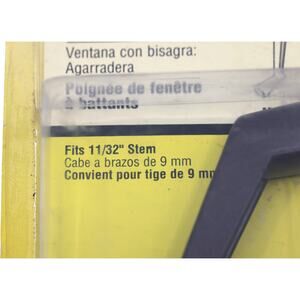 Ventana con bisagra:
Agarradera
Poignée de fenêtre
à battants
Fits 11/32" Stem
Cabe a brazos de 9 mm
Convient pour tige de 9 mm